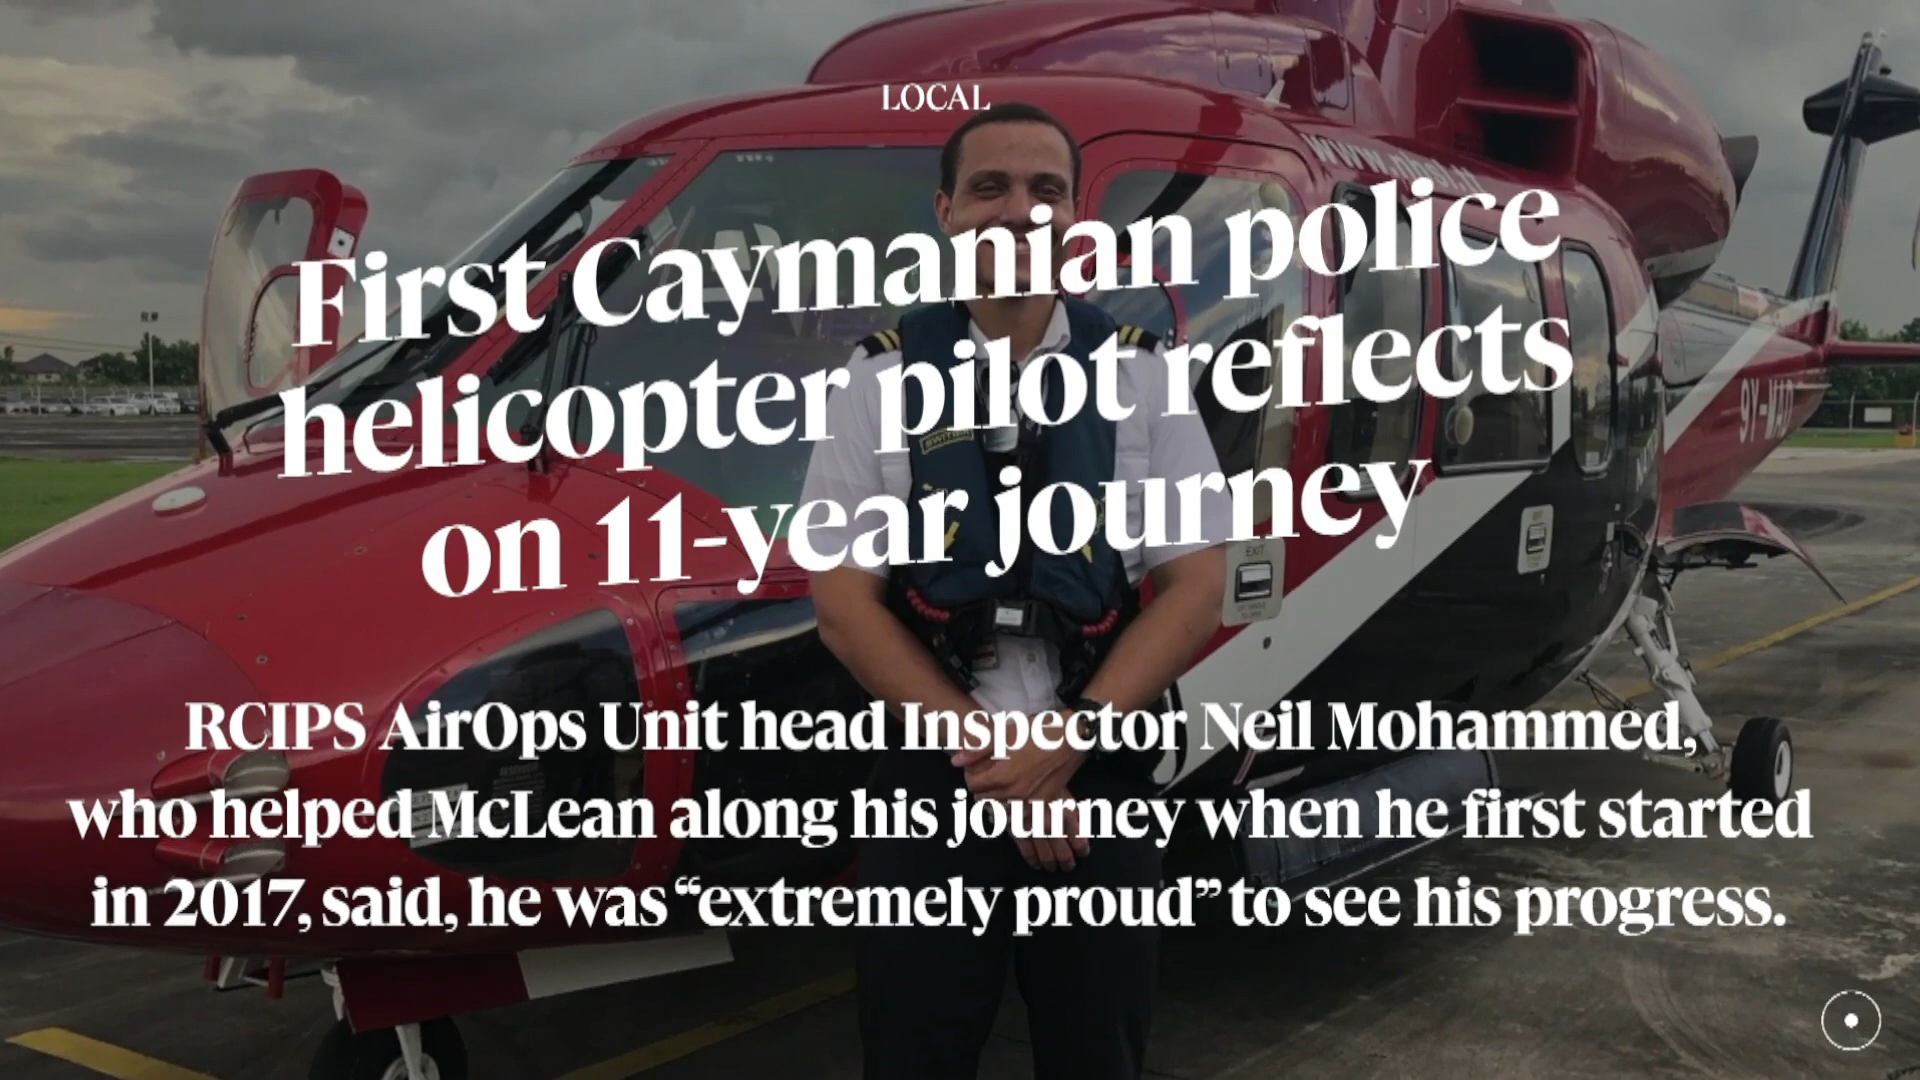 LOCAL
First Caymanian police
helicopter pilot reflects
on 11-year journey
9Y-
EXIT
RCIPS AirOps Unit head Inspector Neil Mohammed,
who helped McLean along his journey when he first started
in 2017, said, he was “extremely proud” to see his progress.